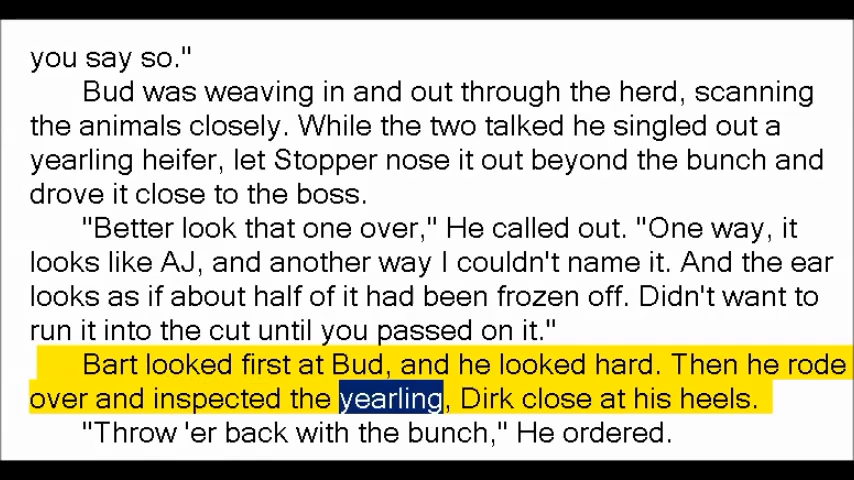 you say so."
Bud was weaving in and out through the herd, scanning
the animals closely. While the two talked he singled out a
yearling heifer, let Stopper nose it out beyond the bunch and
drove it close to the boss.
"Better look that one over," He called out. "One way, it
looks like AJ, and another way I couldn't name it. And the ear
looks as if about half of it had been frozen off. Didn't want to
run it into the cut until you passed on it."
Bart looked first at Bud, and he looked hard. Then he rode
over and inspected the yearling, Dirk close at his heels.
"Throw 'er back with the bunch," He ordered.